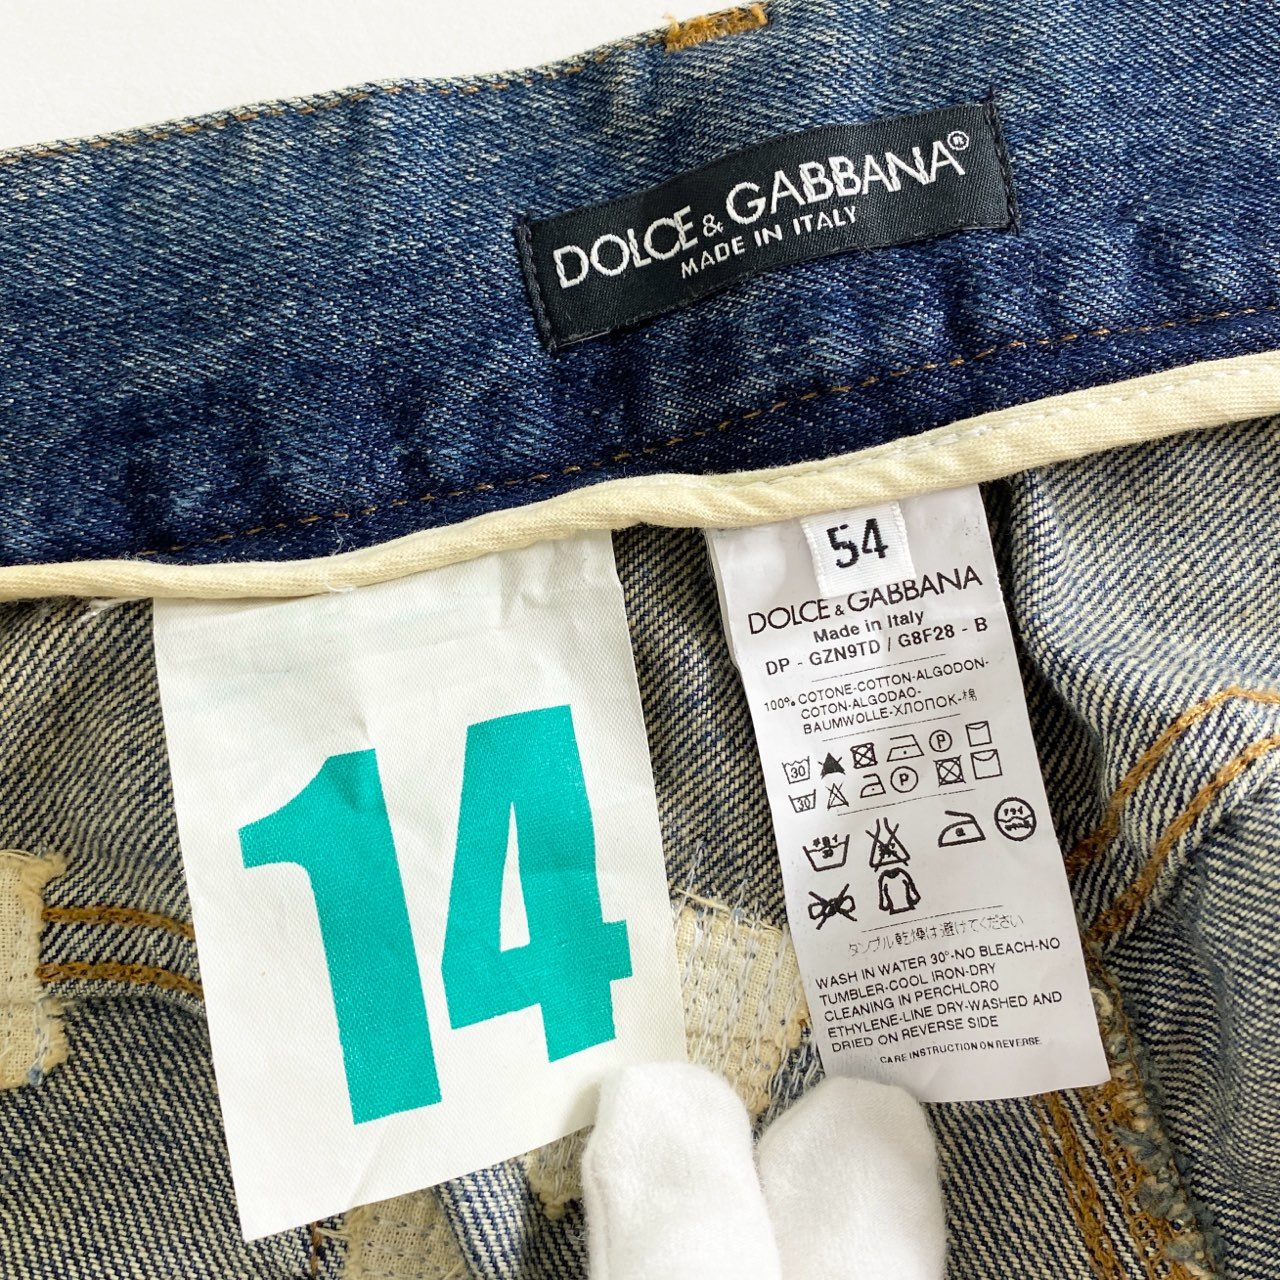 DOLCE & GABBANA®
MADE IN ITALY
54
DOLCE & GABBANA
Made in Italy
DP - GZN9TD / G8F28 - B
100% COTONE-COTTON-ALGODON-
COTON-ALGODAO-
BAUMWOLLE-ХЛОПОК-棉
30 P
30 P
タンブル乾燥は避けてください
WASH IN WATER 30°-NO BLEACH-NO
TUMBLER-COOL IRON-DRY
CLEANING IN PERCHLORO
ETHYLENE-LINE DRY-WASHED AND
DRIED ON REVERSE SIDE
CARE INSTRUCTION ON REVERSE
14